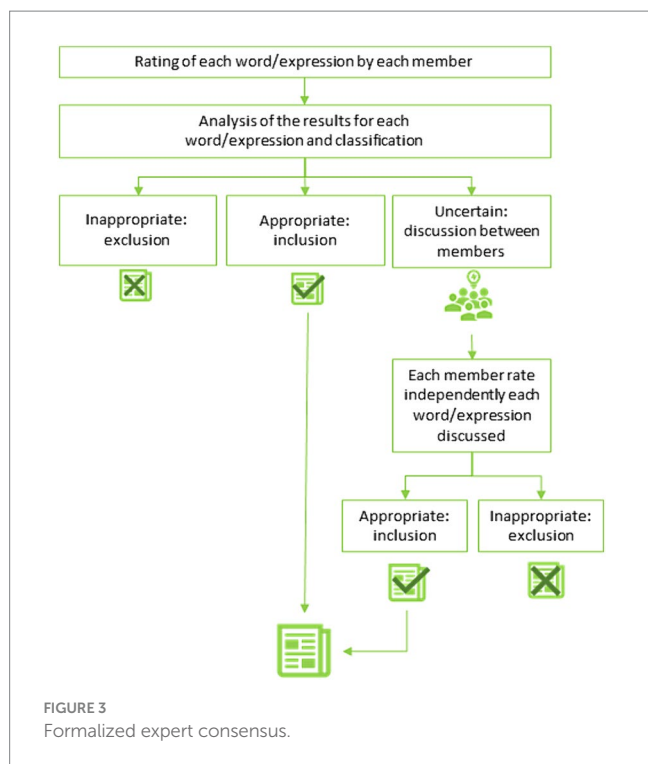 Rating of each word/expression by each member
Analysis of the results for each
word/expression and classification
Inappropriate:
exclusion
Appropriate:
inclusion
Uncertain:
discussion between
members
Each member rate
independently each
word/expression
discussed
Appropriate:
inclusion
Inappropriate:
exclusion
FIGURE 3
Formalized expert consensus.